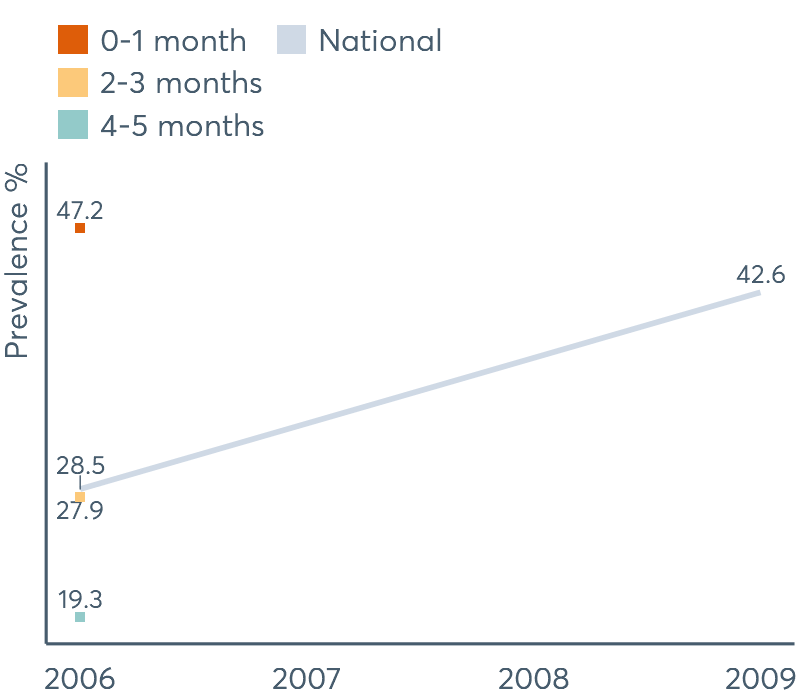 0-1 month
National
2-3 months
4-5 months
Prevalence %
47.2
42.6
28.5
27.9
19.3
2006 2007 2008 2009